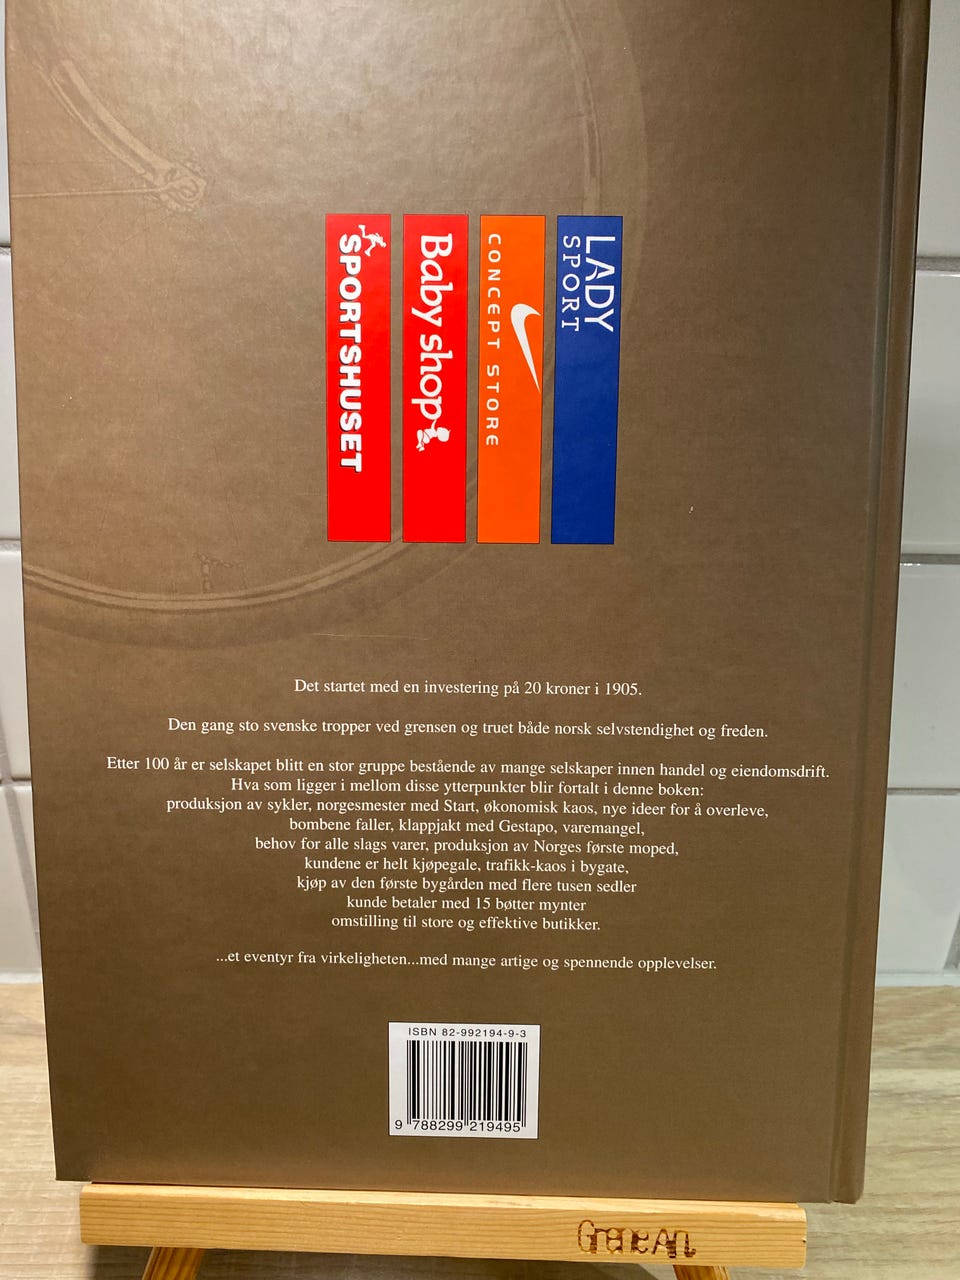 SPORTSHUSET
Baby shop
CONCEPT STORE
LADY
SPORT
Det startet med en investering på 20 kroner i 1905.
Den gang sto svenske tropper ved grensen og truet både norsk selvstendighet og freden.
Etter 100 år er selskapet blitt en stor gruppe bestående av mange selskaper innen handel og eiendomsdrift.
Hva som ligger i mellom disse ytterpunkter blir fortalt i denne boken:
produksjon av sykler, norgesmester med Start, økonomisk kaos, nye ideer for å overleve,
bombene faller, klappjakt med Gestapo, varemangel,
behov for alle slags varer, produksjon av Norges første moped,
kundene er helt kjøpegale, trafikk-kaos i bygate,
kjøp av den første bygården med flere tusen sedler
kunde betaler med 15 bøtter mynter
omstilling til store og effektive butikker.
...et eventyr fra virkeligheten...med mange artige og spennende opplevelser.
ISBN 82-992194-9-3
9 788299 219495